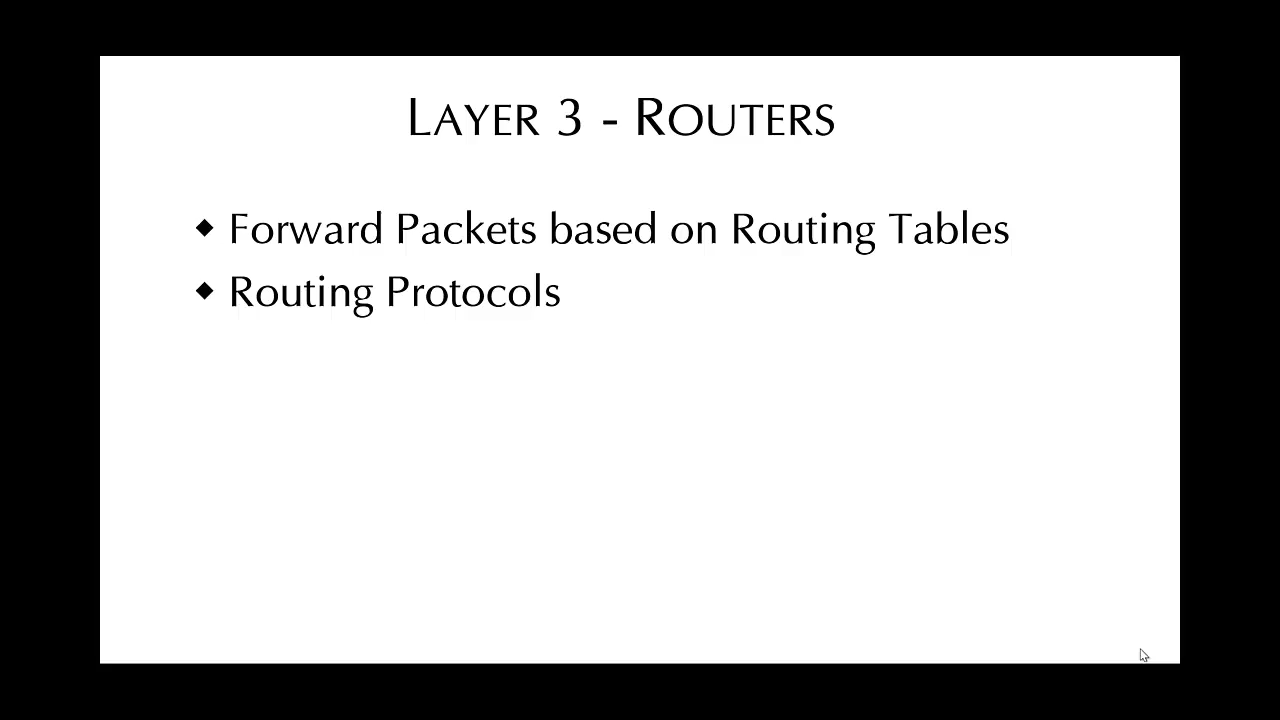 Layer 3 - Routers
◆ Forward Packets based on Routing Tables
◆ Routing Protocols